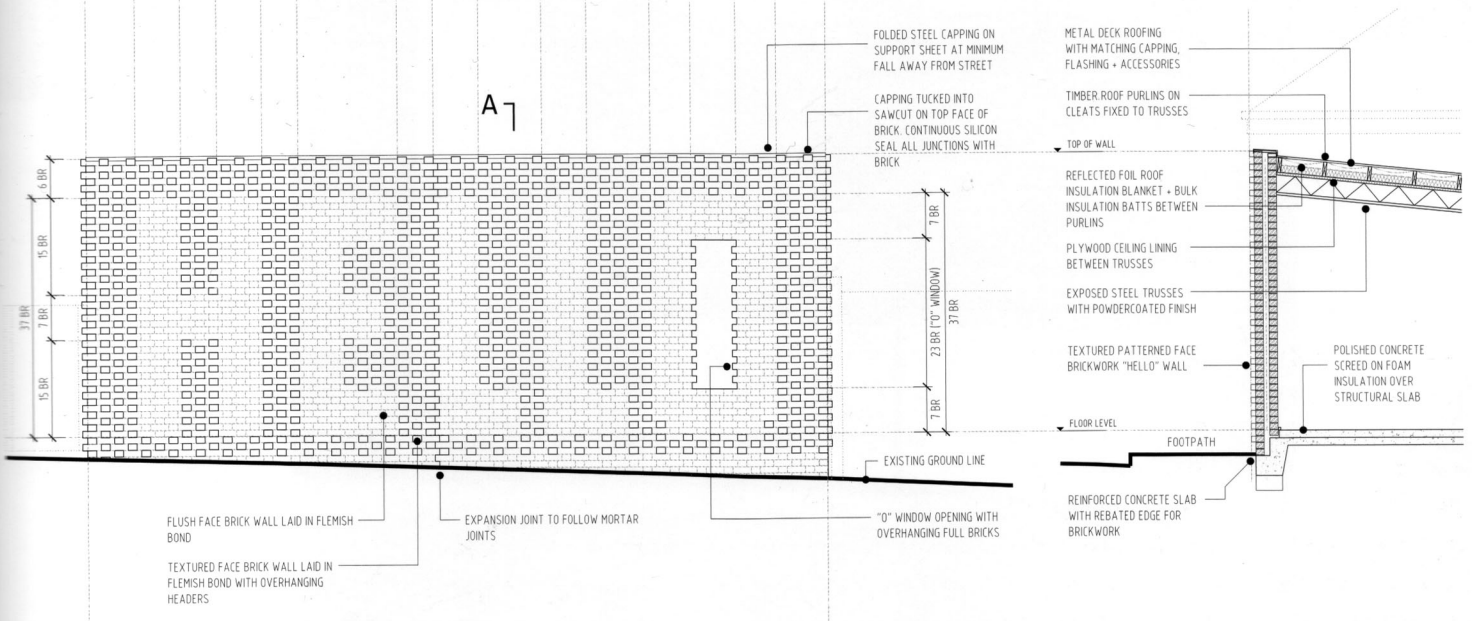 A
FOLDED STEEL CAPPING ON
SUPPORT SHEET AT MINIMUM
FALL AWAY FROM STREET
CAPPING TUCKED INTO
SAWCUT ON TOP FACE OF
BRICK. CONTINUOUS SILICON
SEAL ALL JUNCTIONS WITH
BRICK
6 BR
15 BR
7 BR
15 BR
37 BR
7 BR
23 BR ("O" WINDOW)
7 BR
37 BR
FLUSH FACE BRICK WALL LAID IN FLEMISH
BOND
TEXTURED FACE BRICK WALL LAID IN
FLEMISH BOND WITH OVERHANGING
HEADERS
EXPANSION JOINT TO FOLLOW MORTAR
JOINTS
EXISTING GROUND LINE
"O" WINDOW OPENING WITH
OVERHANGING FULL BRICKS
METAL DECK ROOFING
WITH MATCHING CAPPING,
FLASHING + ACCESSORIES
TIMBER.ROOF PURLINS ON
CLEATS FIXED TO TRUSSES
TOP OF WALL
REFLECTED FOIL ROOF
INSULATION BLANKET + BULK
INSULATION BATTS BETWEEN
PURLINS
PLYWOOD CEILING LINING
BETWEEN TRUSSES
EXPOSED STEEL TRUSSES
WITH POWDERCOATED FINISH
TEXTURED PATTERNED FACE
BRICKWORK "HELLO" WALL
POLISHED CONCRETE
SCREED ON FOAM
INSULATION OVER
STRUCTURAL SLAB
FLOOR LEVEL
FOOTPATH
REINFORCED CONCRETE SLAB
WITH REBATED EDGE FOR
BRICKWORK